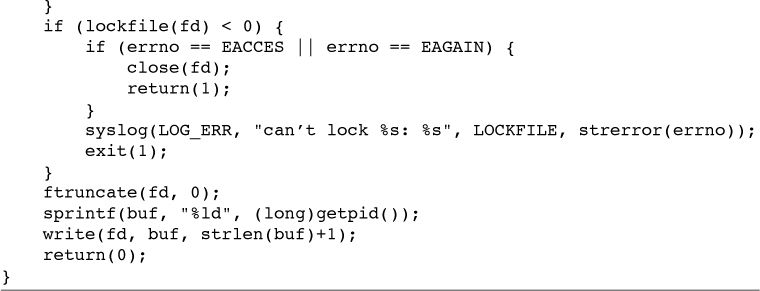 }
    if (lockfile(fd) < 0) {
        if (errno == EACCES || errno == EAGAIN) {
            close(fd);
            return(1);
        }
        syslog(LOG_ERR, "can’t lock %s: %s", LOCKFILE, strerror(errno));
        exit(1);
    }
    ftruncate(fd, 0);
    sprintf(buf, "%ld", (long)getpid());
    write(fd, buf, strlen(buf)+1);
    return(0);
}